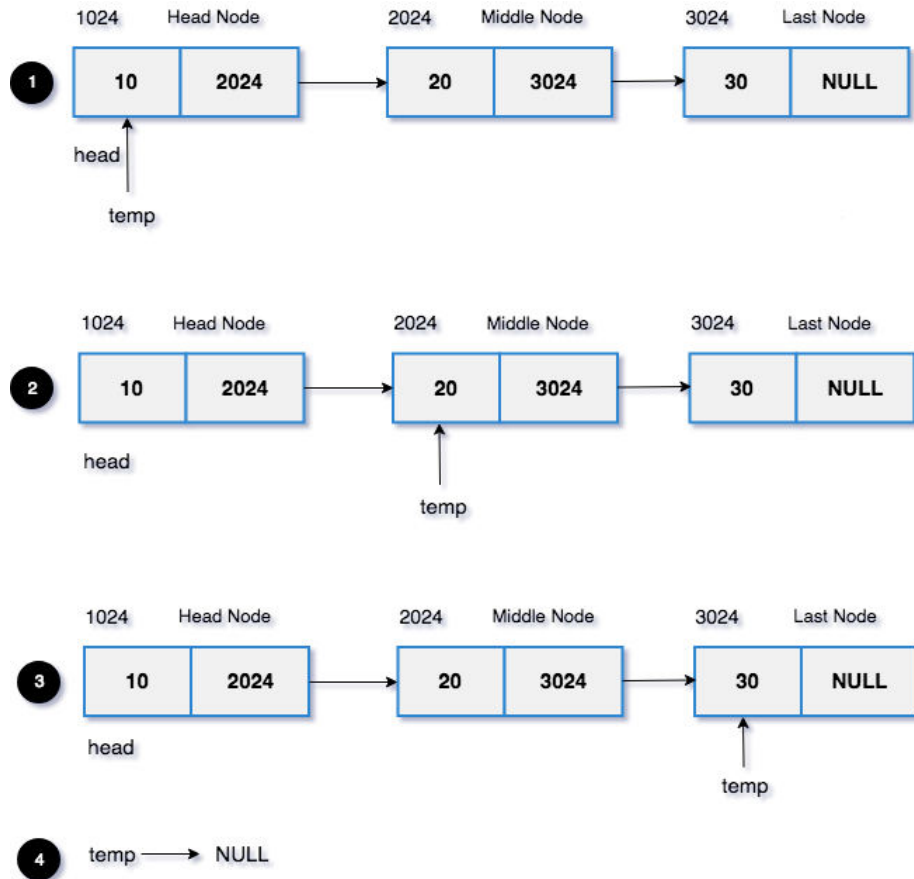 1024 Head Node 2024 Middle Node 3024 Last Node
1 10 2024 20 3024 30 NULL
head
temp
1024 Head Node 2024 Middle Node 3024 Last Node
2 10 2024 20 3024 30 NULL
head
temp
1024 Head Node 2024 Middle Node 3024 Last Node
3 10 2024 20 3024 30 NULL
head
temp
4 temp NULL